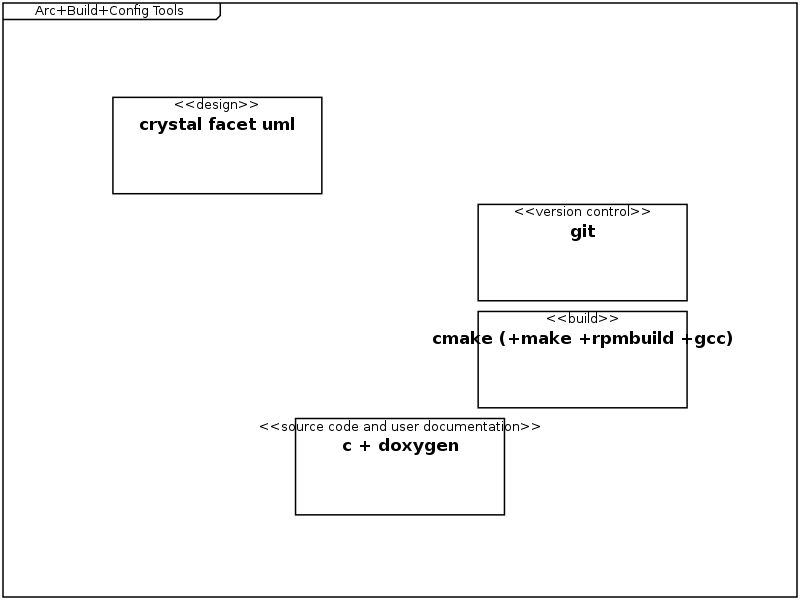 Arc+Build+Config Tools
<<design>>
crystal facet uml
<<version control>>
git
<<build>>
cmake (+make +rpmbuild +gcc)
<<source code and user documentation>>
c + doxygen